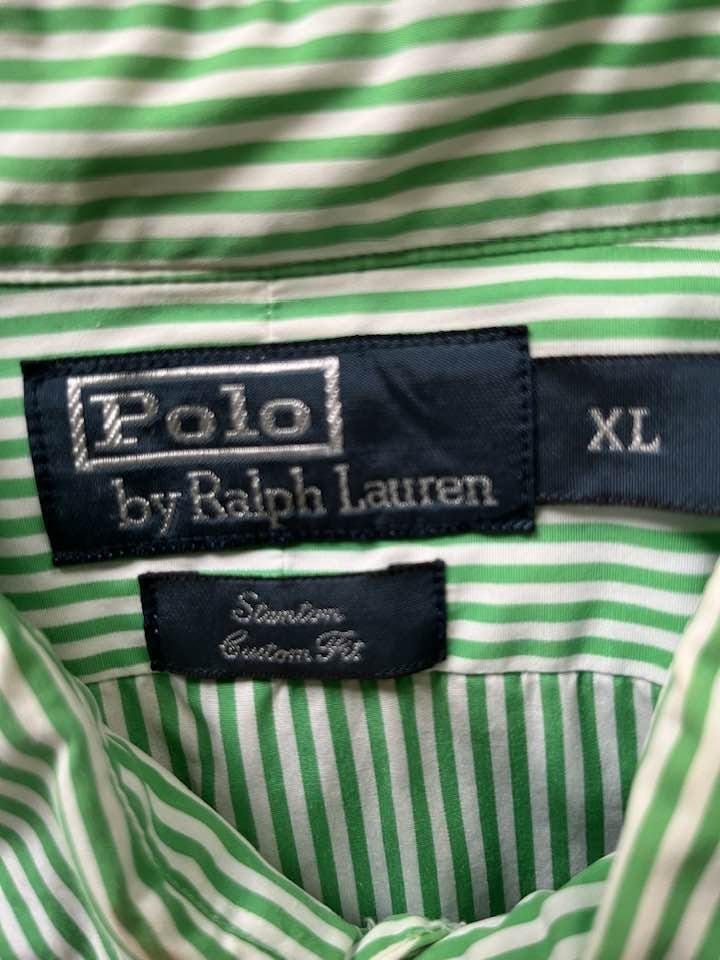 Polo
by Ralph Lauren
XL
Stanton
Custom Fit